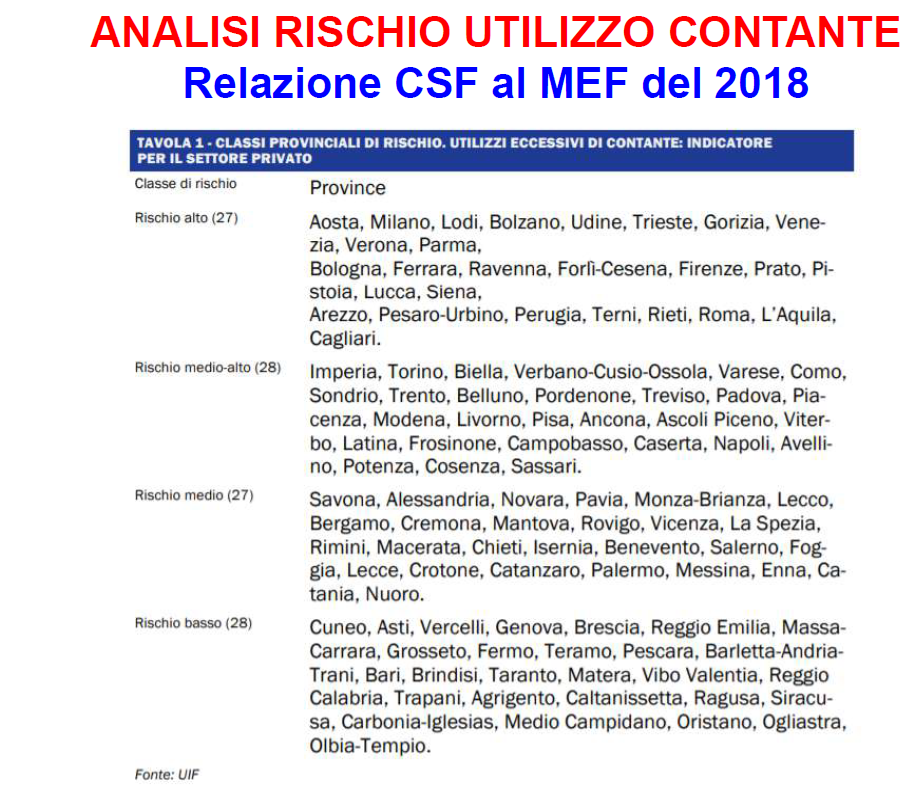 ANALISI RISCHIO UTILIZZO CONTANTE
Relazione CSF al MEF del 2018
TAVOLA 1 - CLASSI PROVINCIALI DI RISCHIO. UTILIZZI ECCESSIVI DI CONTANTE: INDICATORE
PER IL SETTORE PRIVATO
Classe di rischio Province
Rischio alto (27) Aosta, Milano, Lodi, Bolzano, Udine, Trieste, Gorizia, Vene-
zia, Verona, Parma,
Bologna, Ferrara, Ravenna, Forlì-Cesena, Firenze, Prato, Pi-
stoia, Lucca, Siena,
Arezzo, Pesaro-Urbino, Perugia, Terni, Rieti, Roma, L'Aquila,
Cagliari.
Rischio medio-alto (28) Imperia, Torino, Biella, Verbano-Cusio-Ossola, Varese, Como,
Sondrio, Trento, Belluno, Pordenone, Treviso, Padova, Pia-
cenza, Modena, Livorno, Pisa, Ancona, Ascoli Piceno, Viter-
bo, Latina, Frosinone, Campobasso, Caserta, Napoli, Avelli-
no, Potenza, Cosenza, Sassari.
Rischio medio (27) Savona, Alessandria, Novara, Pavia, Monza-Brianza, Lecco,
Bergamo, Cremona, Mantova, Rovigo, Vicenza, La Spezia,
Rimini, Macerata, Chieti, Isernia, Benevento, Salerno, Fog-
gia, Lecce, Crotone, Catanzaro, Palermo, Messina, Enna, Ca-
tania, Nuoro.
Rischio basso (28) Cuneo, Asti, Vercelli, Genova, Brescia, Reggio Emilia, Massa-
Carrara, Grosseto, Fermo, Teramo, Pescara, Barletta-Andria-
Trani, Bari, Brindisi, Taranto, Matera, Vibo Valentia, Reggio
Calabria, Trapani, Agrigento, Caltanissetta, Ragusa, Siracu-
sa, Carbonia-Iglesias, Medio Campidano, Oristano, Ogliastra,
Olbia-Tempio.
Fonte: UIF